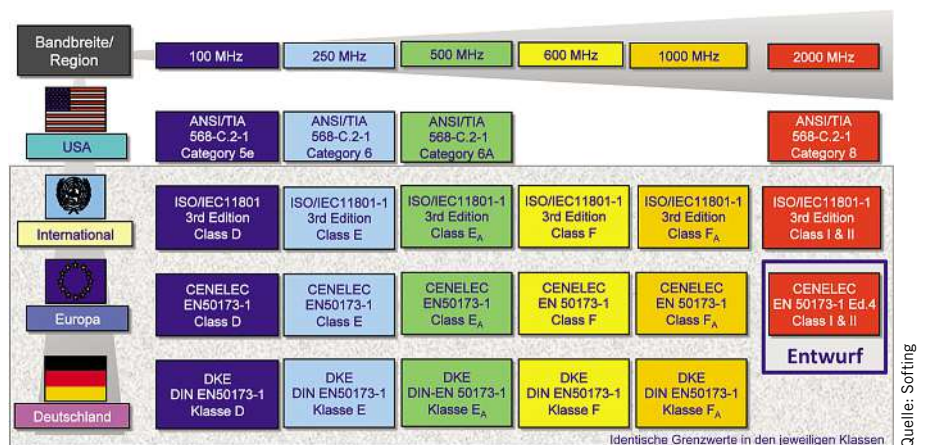 Bandbreite/
Region
100 MHz
250 MHz
500 MHz
600 MHz
1000 MHz
2000 MHz
USA
ANSI/TIA
568-C.2-1
Category 5e
ANSI/TIA
568-C.2-1
Category 6
ANSI/TIA
568-C.2-1
Category 6A
ANSI/TIA
568-C.2-1
Category 8
International
ISO/IEC11801
3rd Edition
Class D
ISO/IEC11801-1
3rd Edition
Class E
ISO/IEC11801-1
3rd Edition
Class EA
ISO/IEC11801-1
3rd Edition
Class F
ISO/IEC11801-1
3rd Edition
Class FA
ISO/IEC11801-1
3rd Edition
Class I & II
Europa
CENELEC
EN50173-1
Class D
CENELEC
EN50173-1
Class E
CENELEC
EN50173-1
Class EA
CENELEC
EN 50173-1
Class F
CENELEC
EN 50173-1
Class FA
CENELEC
EN 50173-1 Ed.4
Class I & II
Entwurf
Deutschland
DKE
DIN EN50173-1
Klasse D
DKE
DIN EN50173-1
Klasse E
DKE
DIN-EN 50173-1
Klasse EA
DKE
DIN EN50173-1
Klasse F
DKE
DIN EN50173-1
Klasse FA
Identische Grenzwerte in den jeweiligen Klassen
Quelle: Softing